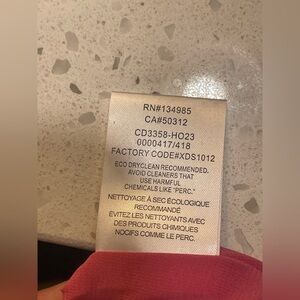 RN#134985
CA#50312
CD3358-HO23
0000417/418
FACTORY CODE#XDS1012
ECO DRYCLEAN RECOMMENDED.
AVOID CLEANERS THAT
USE HARMFUL
CHEMICALS LIKE "PERC."
NETTOYAGE À SEC ÉCOLOGIQUE
RECOMMANDÉ
ÉVITEZ LES NETTOYANTS AVEC
DES PRODUITS CHIMIQUES
NOCIFS COMME LE PERC.